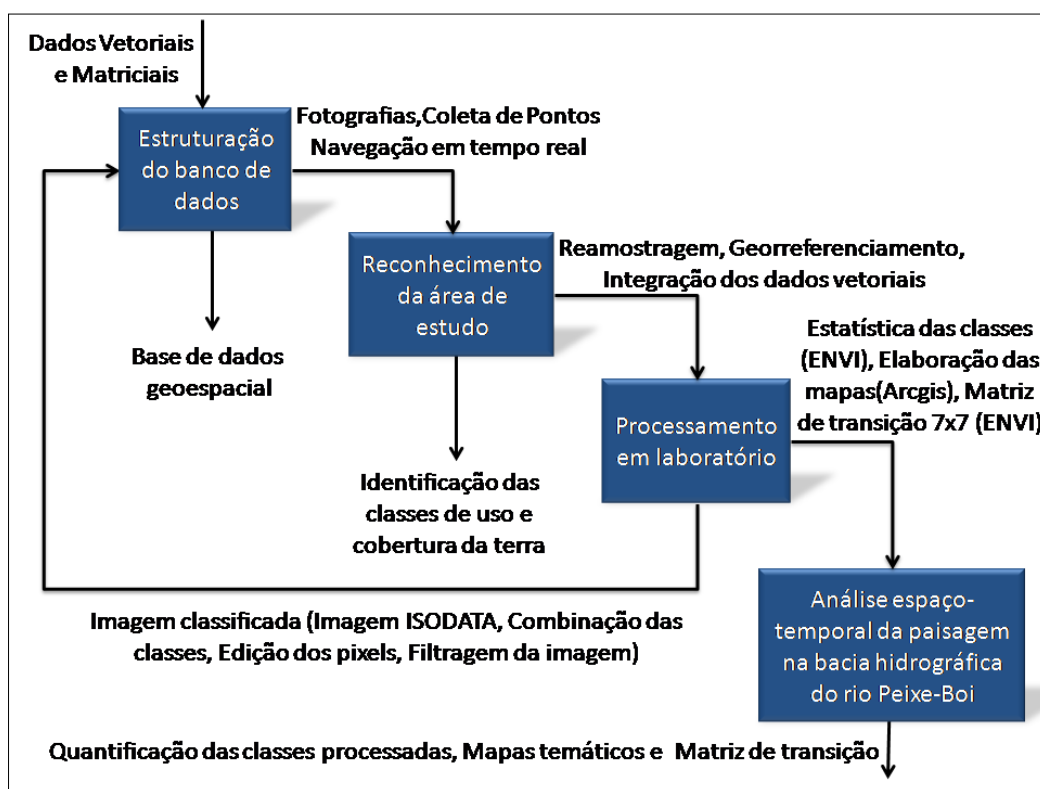 Dados Vetoriais
e Matriciais
Estruturação
do banco de
dados
Fotografias,Coleta de Pontos
Navegação em tempo real
Base de dados
geoespacial
Reconhecimento
da área de
estudo
Reamostragem, Georreferenciamento,
Integração dos dados vetoriais
Identificação das
classes de uso e
cobertura da terra
Processamento
em laboratório
Estatística das classes
(ENVI), Elaboração das
mapas(Arcgis), Matriz
de transição 7x7 (ENVI)
Imagem classificada (Imagem ISODATA, Combinação das
classes, Edição dos pixels, Filtragem da imagem)
Análise espaço-
temporal da paisagem
na bacia hidrográfica
do rio Peixe-Boi
Quantificação das classes processadas, Mapas temáticos e Matriz de transição